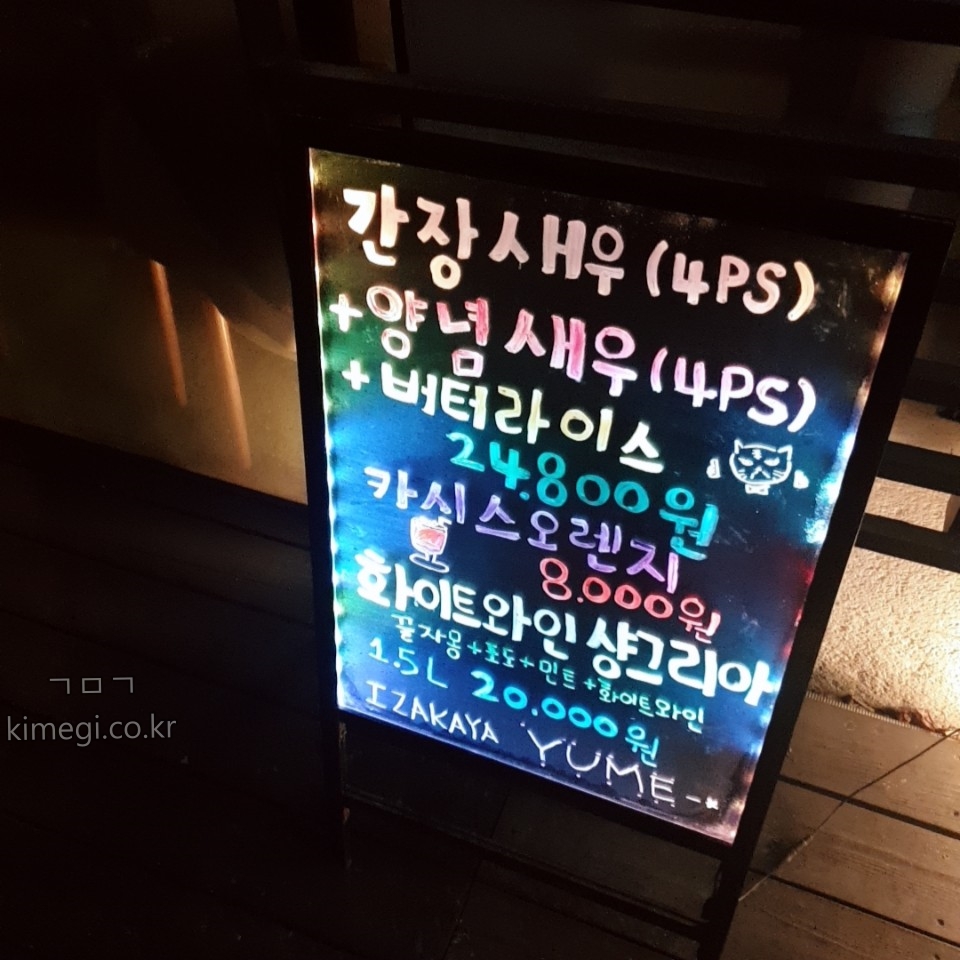 간장새우 (4PS)
+양념새우 (4PS)
+ 버터라이스
24.800원
카시스오렌지
8.000원
화이트와인 샹그리아
꿀자몽+포도+민트+화이트와인
1.5L 20.000원
IZAKAYA YUME
ㄱㅁㄱ
kimegi.co.kr